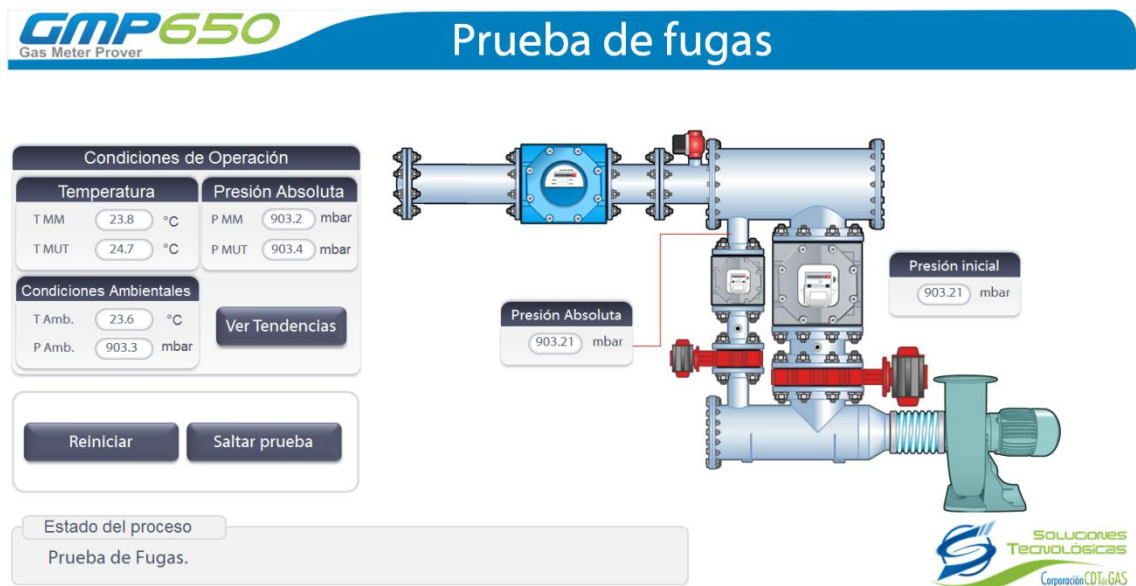 GMP650
Gas Meter Prover
Prueba de fugas
Condiciones de Operación
Temperatura
T MM 23.8 °C
T MUT 24.7 °C
Presión Absoluta
P MM 903.2 mbar
P MUT 903.4 mbar
Condiciones Ambientales
T Amb. 23.6 °C
P Amb. 903.3 mbar
Ver Tendencias
Presión Absoluta
903.21 mbar
Presión inicial
903.21 mbar
Reiniciar
Saltar prueba
Estado del proceso
Prueba de Fugas.
Soluciones
Tecnológicas
Corporación CDT de GAS